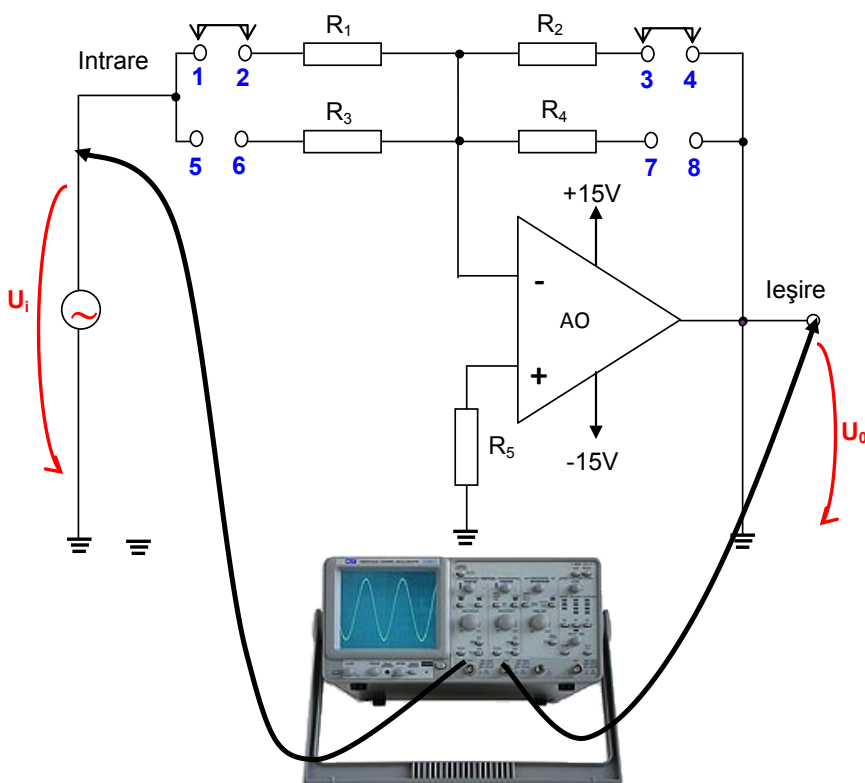 Intrare
R1
R2
1
2
3
4
R3
R4
5
6
7
8
+15V
Ui
-
AO
Ieşire
+
R5
-15V
U0